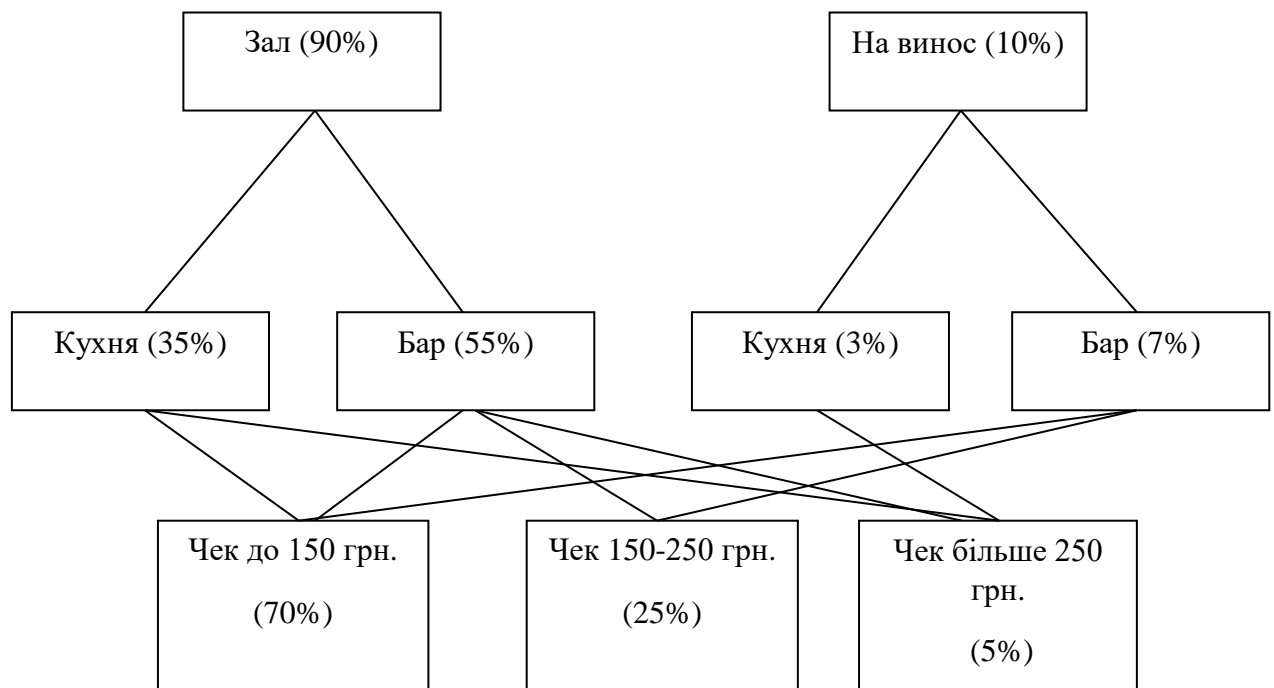 Зал (90%)
На винос (10%)
Кухня (35%)
Бар (55%)
Кухня (3%)
Бар (7%)
Чек до 150 грн.
(70%)
Чек 150-250 грн.
(25%)
Чек більше 250
грн.
(5%)